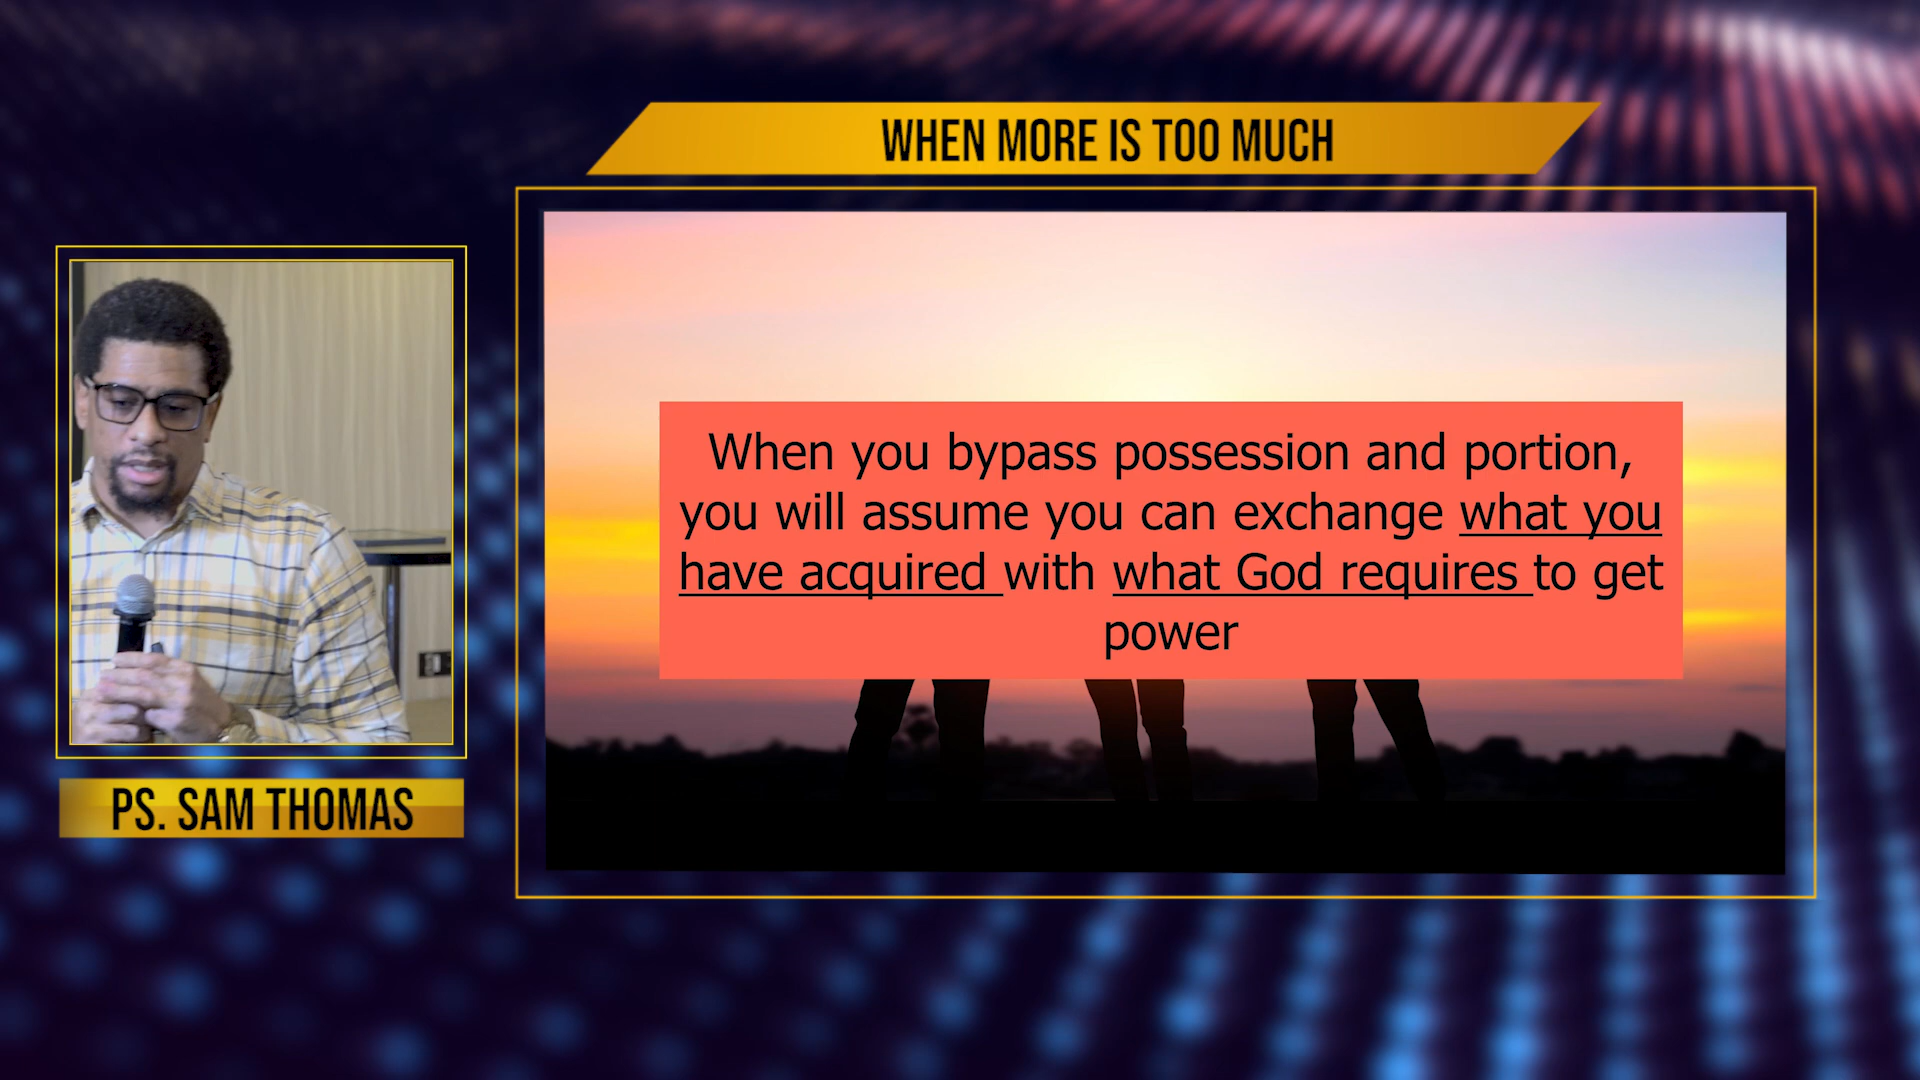 WHEN MORE IS TOO MUCH
When you bypass possession and portion,
you will assume you can exchange what you
have acquired with what God requires to get
power
PS. SAM THOMAS